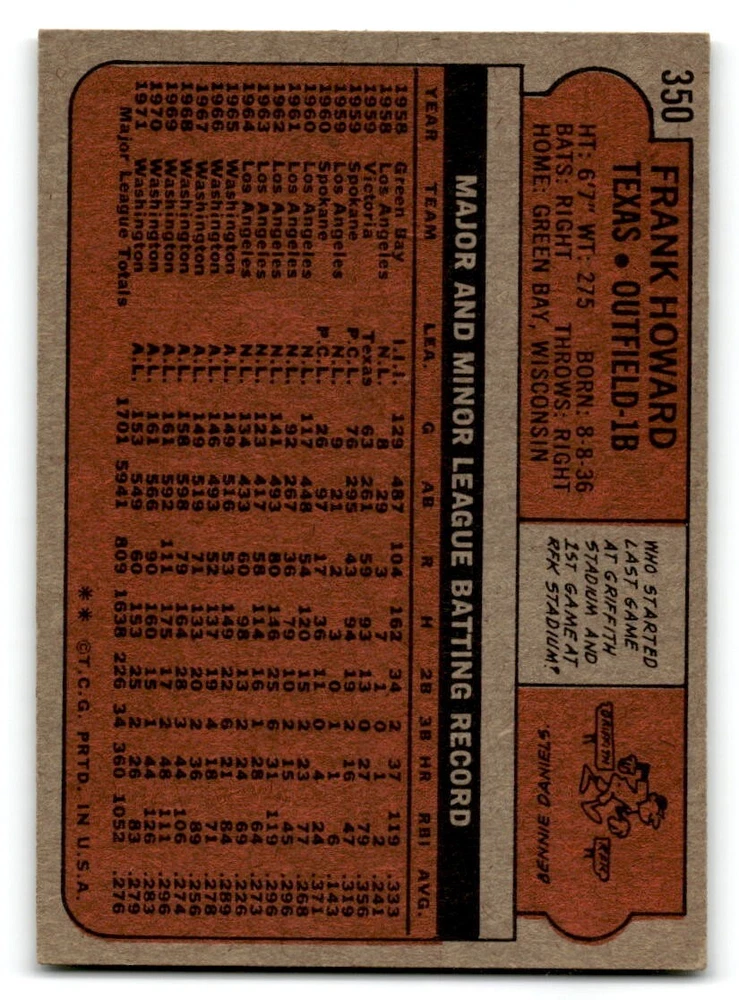 350
FRANK HOWARD
TEXAS • OUTFIELD-1B
HT: 6'7" WT: 275 BORN: 8-8-36
BATS: RIGHT THROWS: RIGHT
HOME: GREEN BAY, WISCONSIN
WHO STARTED
LAST GAME
AT GRIFFITH
STADIUM AND
1ST GAME AT
RFK STADIUM?
GRIFFITH
R.F.K.
BENNIE DANIELS.
MAJOR AND MINOR LEAGUE BATTING RECORD
YEAR TEAM LEA. G AB R H 2B 3B HR RBI AVG.
1958 Green Bay I.I.I. 129 487 104 162 34 2 37 119 .333
1958 Los Angeles N.L. 8 29 3 7 1 0 1 2 .241
1959 Victoria Texas 63 261 59 93 12 0 27 79 .356
1959 Spokane P.C.L. 76 295 43 94 19 2 16 47 .319
1959 Los Angeles N.L. 9 21 2 3 0 1 1 6 .143
1960 Spokane P.C.L. 26 97 17 36 11 0 4 24 .371
1960 Los Angeles N.L. 117 448 54 120 15 2 23 77 .268
1961 Los Angeles N.L. 92 267 36 79 10 2 15 45 .296
1962 Los Angeles N.L. 141 493 80 146 25 6 31 119 .296
1963 Los Angeles N.L. 123 417 58 114 16 1 28 64 .273
1964 Los Angeles N.L. 134 433 60 98 13 2 24 69 .226
1965 Washington A.L. 149 516 53 149 22 6 21 84 .289
1966 Washington A.L. 146 493 52 137 19 4 18 71 .278
1967 Washington A.L. 149 519 71 133 20 2 36 89 .256
1968 Washington A.L. 158 598 79 164 28 3 44 106 .274
1969 Washington A.L. 161 592 111 175 17 2 48 111 .296
1970 Washington A.L. 161 566 90 160 15 1 44 126 .283
1971 Washington A.L. 153 549 60 153 25 2 26 83 .279
Major League Totals 1701 5941 809 1638 226 34 360 1052 .276
** ©T.C.G. PRTD. IN U.S.A.